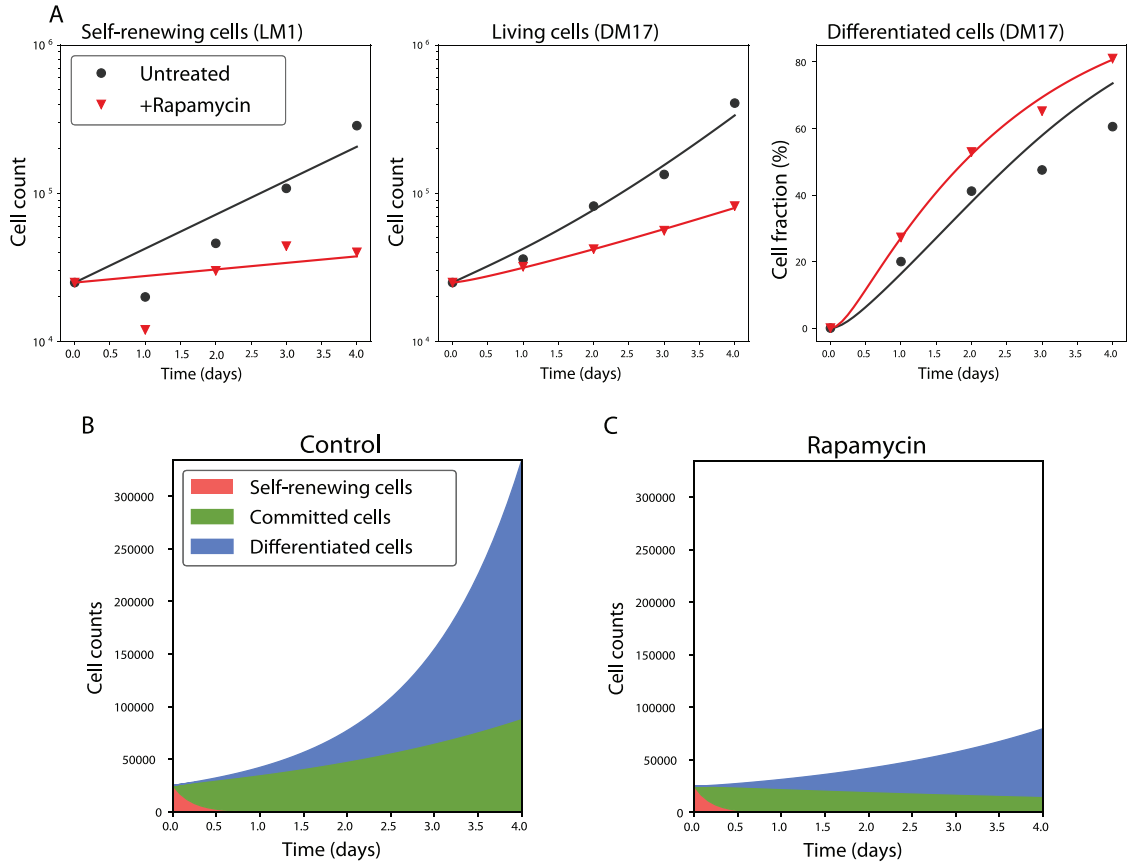 A
Self-renewing cells (LM1)
Living cells (DM17)
Differentiated cells (DM17)
Untreated
+Rapamycin
Cell count
10^6
10^5
10^4
0.0 0.5 1.0 1.5 2.0 2.5 3.0 3.5 4.0
Time (days)
Cell count
10^6
10^5
10^4
0.0 0.5 1.0 1.5 2.0 2.5 3.0 3.5 4.0
Time (days)
Cell fraction (%)
80
60
40
20
0
0.0 0.5 1.0 1.5 2.0 2.5 3.0 3.5 4.0
Time (days)
B
Control
Self-renewing cells
Committed cells
Differentiated cells
Cell counts
300000
250000
200000
150000
100000
50000
0
0.0 0.5 1.0 1.5 2.0 2.5 3.0 3.5 4.0
Time (days)
C
Rapamycin
Cell counts
300000
250000
200000
150000
100000
50000
0
0.0 0.5 1.0 1.5 2.0 2.5 3.0 3.5 4.0
Time (days)